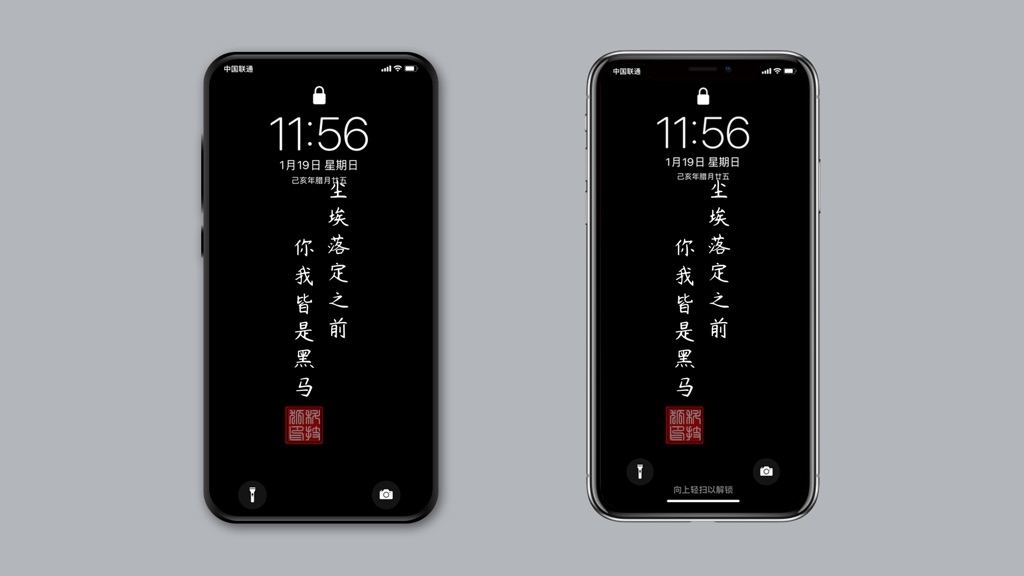 中国联通
11:56
1月19日 星期日
己亥年腊月廿五
尘埃落定之前
你我皆是黑马
中国联通
11:56
1月19日 星期日
己亥年腊月廿五
尘埃落定之前
你我皆是黑马
向上轻扫以解锁